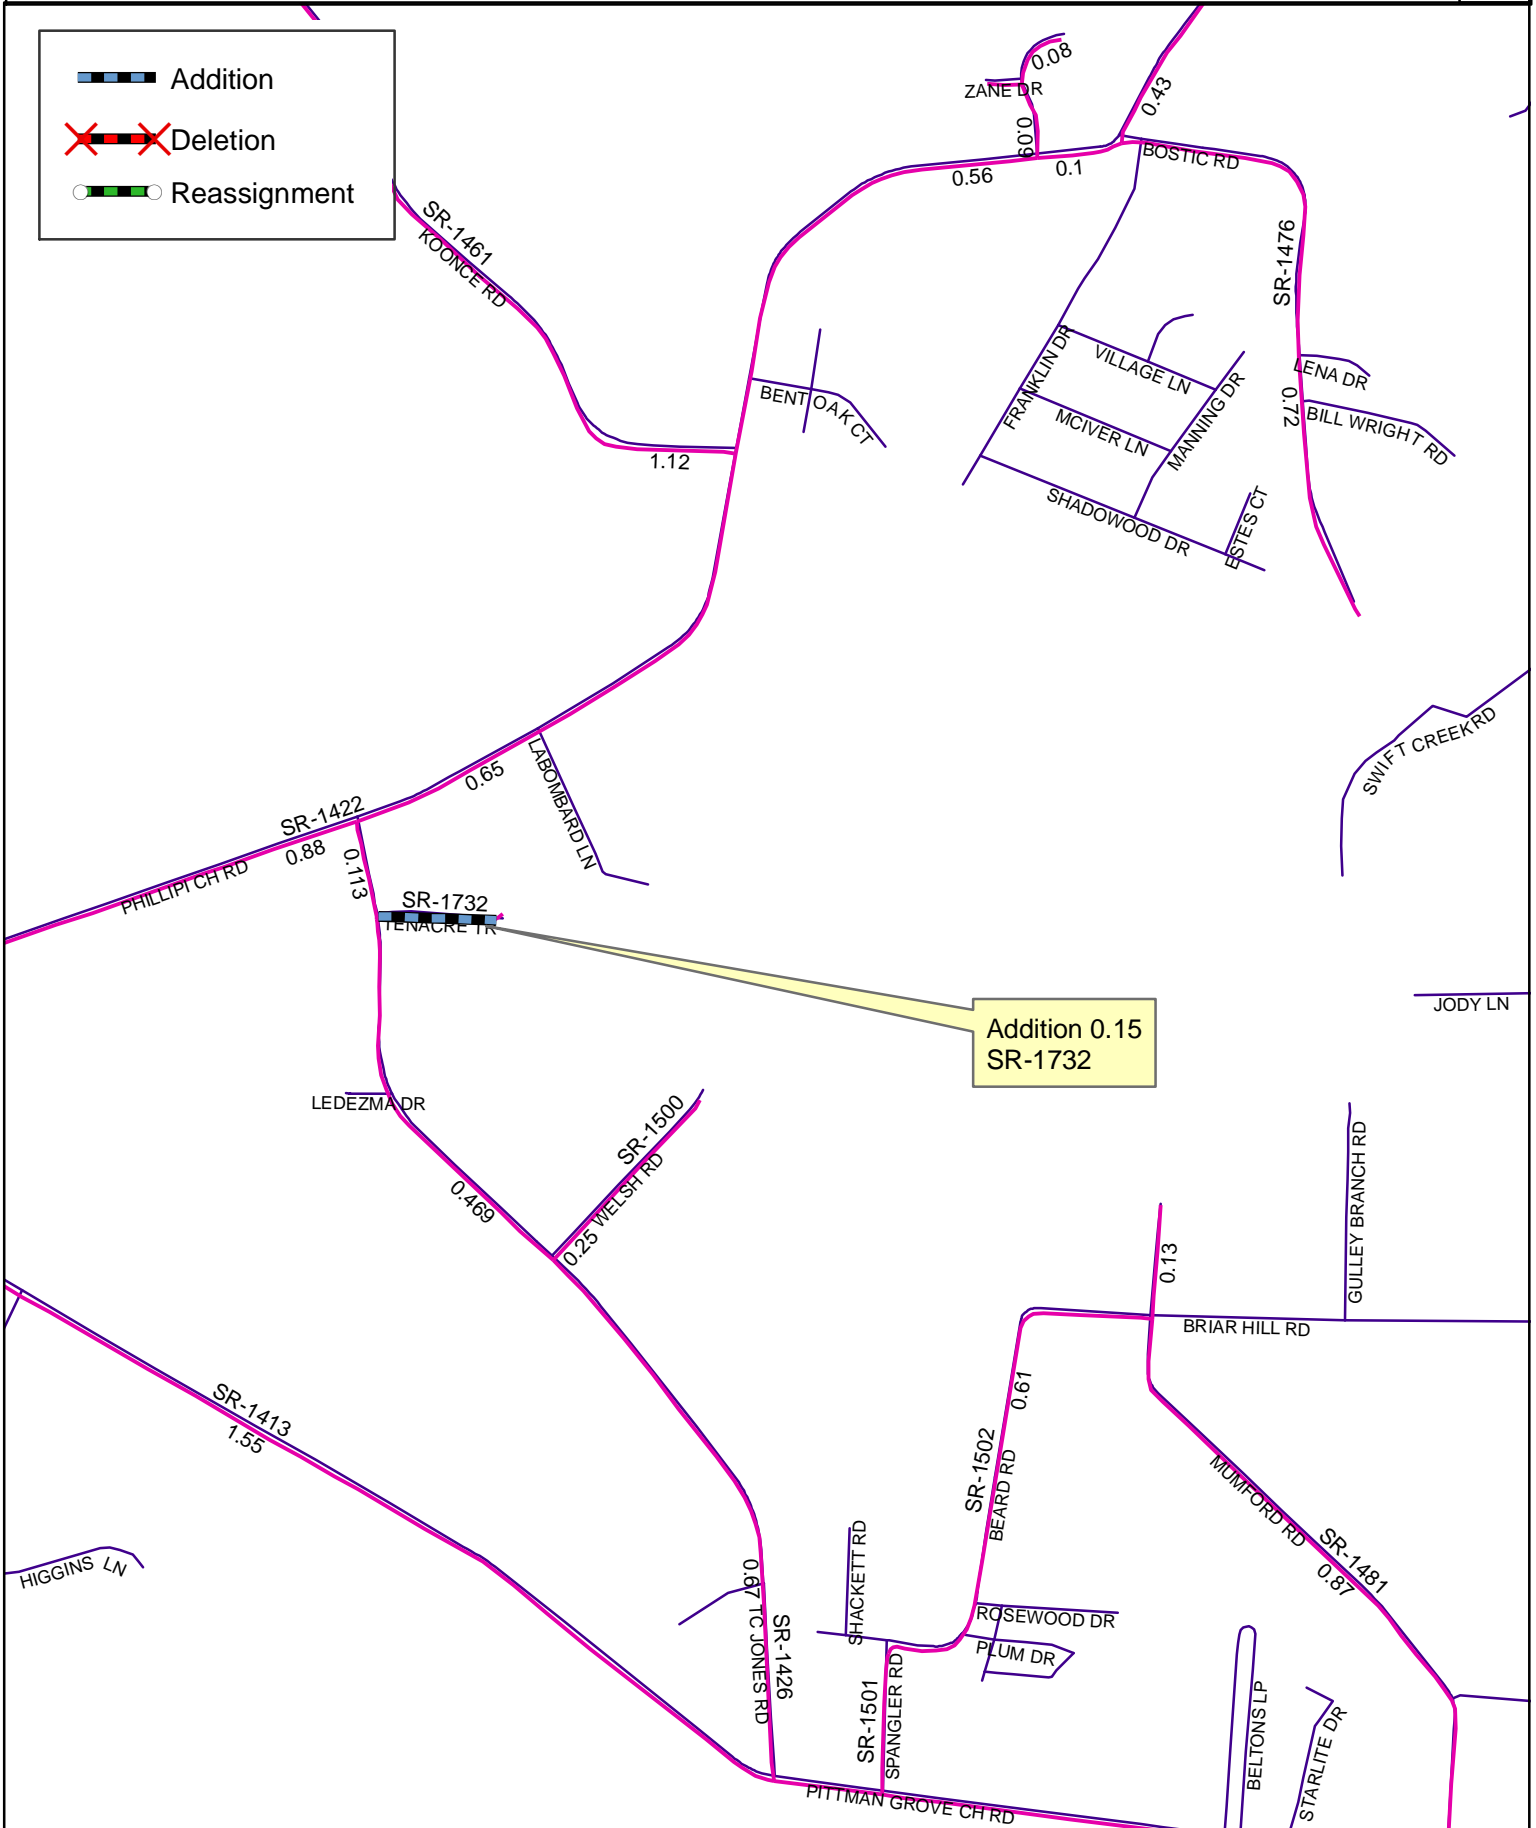 Addition
Deletion
Reassignment
0.08
ZANE DR
0.43
0.09
BOSTIC RD
0.56
0.1
SR-1461
KOONCE RD
SR-1476
FRANKLIN DR
VILLAGE LN
LENA DR
MANNING DR
BENT OAK CT
0.72
MCIVER LN
BILL WRIGHT RD
1.12
SHADOWOOD DR
ESTES CT
SWIFT CREEK RD
0.65
LABOMBARD LN
SR-1422
0.88
PHILLIPI CH RD
0.113
SR-1732
TENACRE TR
Addition 0.15
SR-1732
JODY LN
LEDEZMA DR
SR-1500
WELSH RD
0.25
0.469
GULLEY BRANCH RD
0.13
BRIAR HILL RD
SR-1413
1.55
0.61
SR-1502
BEARD RD
MUMFORD RD
SR-1481
0.87
HIGGINS LN
0.67
TC JONES RD
SR-1426
SHACKETT RD
ROSEWOOD DR
PLUM DR
SR-1501
SPANGLER RD
BELTONS LP
STARLITE DR
PITTMAN GROVE CH RD